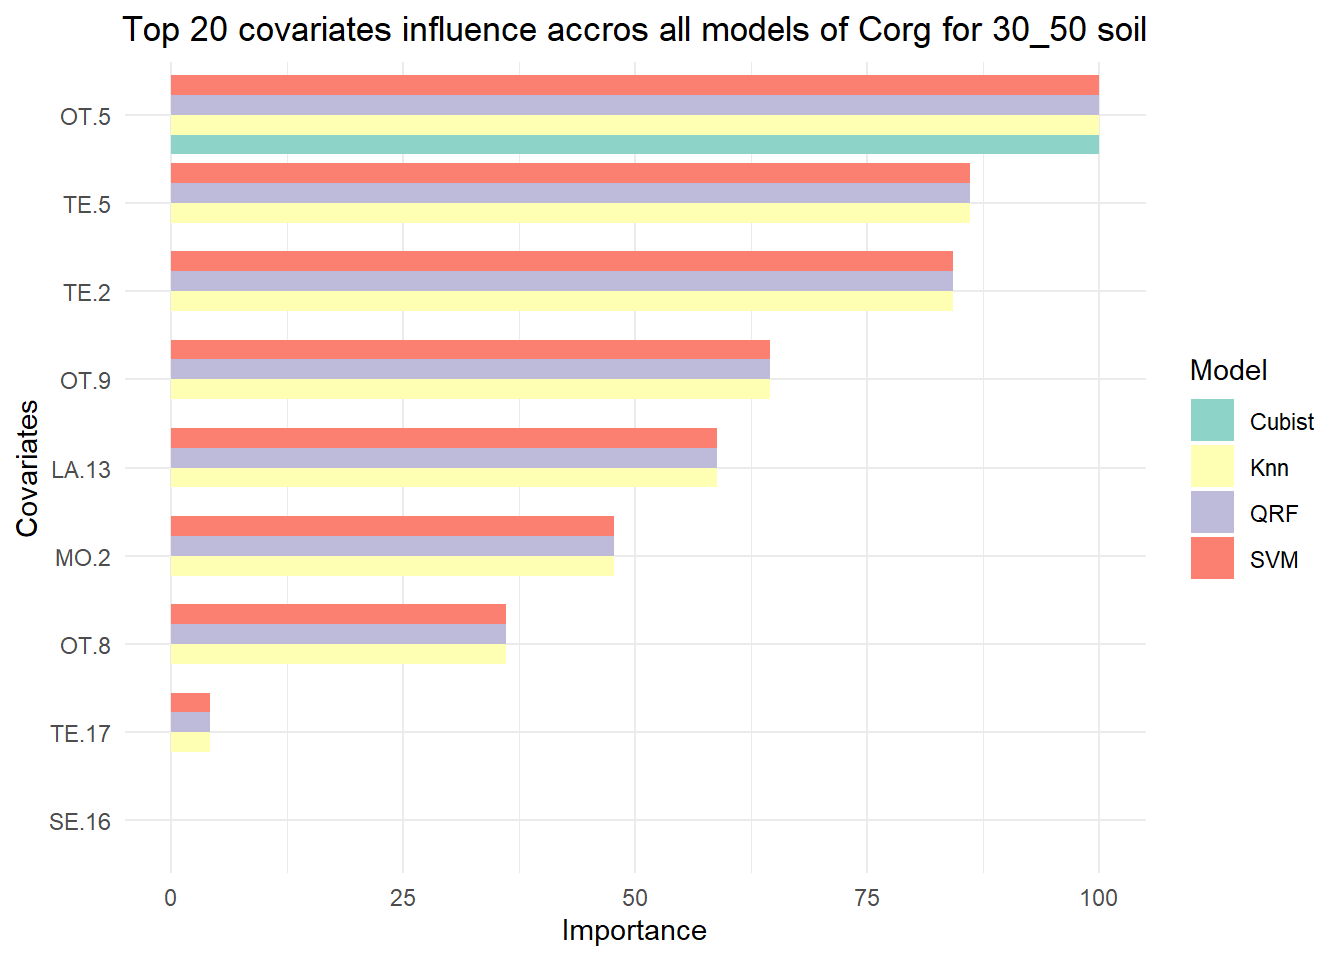 Top 20 covariates influence accros all models of Corg for 30_50 soil
Covariates
OT.5
TE.5
TE.2
OT.9
LA.13
MO.2
OT.8
TE.17
SE.16
0 25 50 75 100
Importance
Model
Cubist
Knn
QRF
SVM